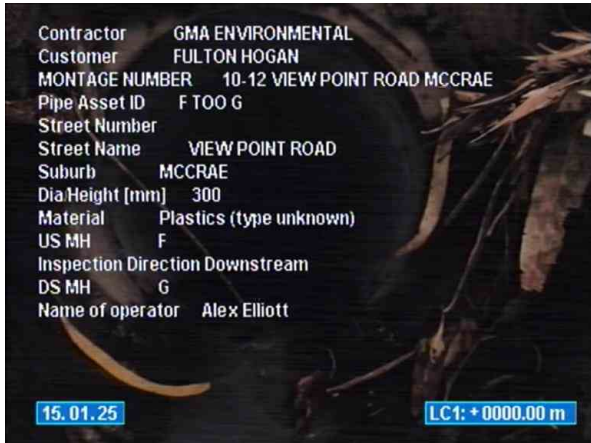 Contractor GMA ENVIRONMENTAL
Customer FULTON HOGAN
MONTAGE NUMBER 10-12 VIEW POINT ROAD MCCRAE
Pipe Asset ID F TOO G
Street Number
Street Name VIEW POINT ROAD
Suburb MCCRAE
Dia/Height [mm] 300
Material Plastics (type unknown)
US MH F
Inspection Direction Downstream
DS MH G
Name of operator Alex Elliott
15.01.25
LC1: +0000.00 m